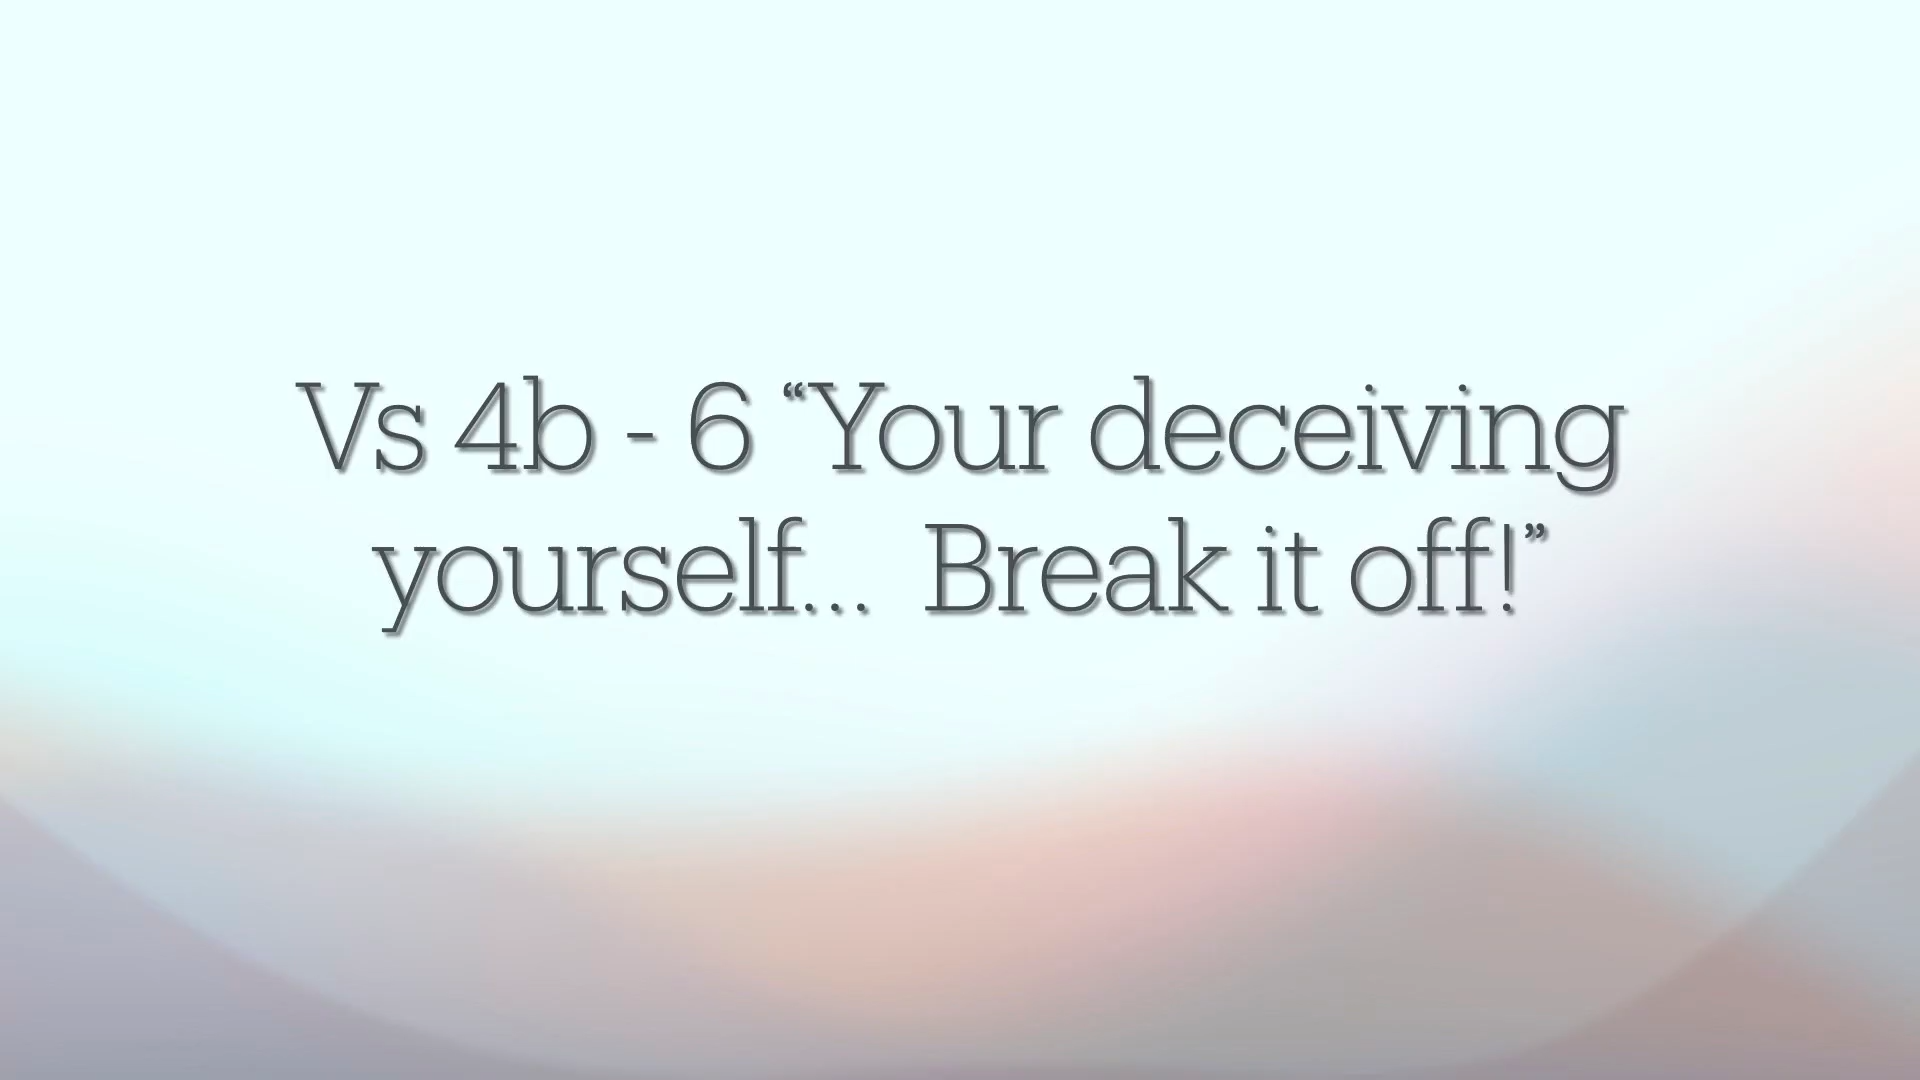 Vs 4b - 6 “Your deceiving
yourself...  Break it off!”